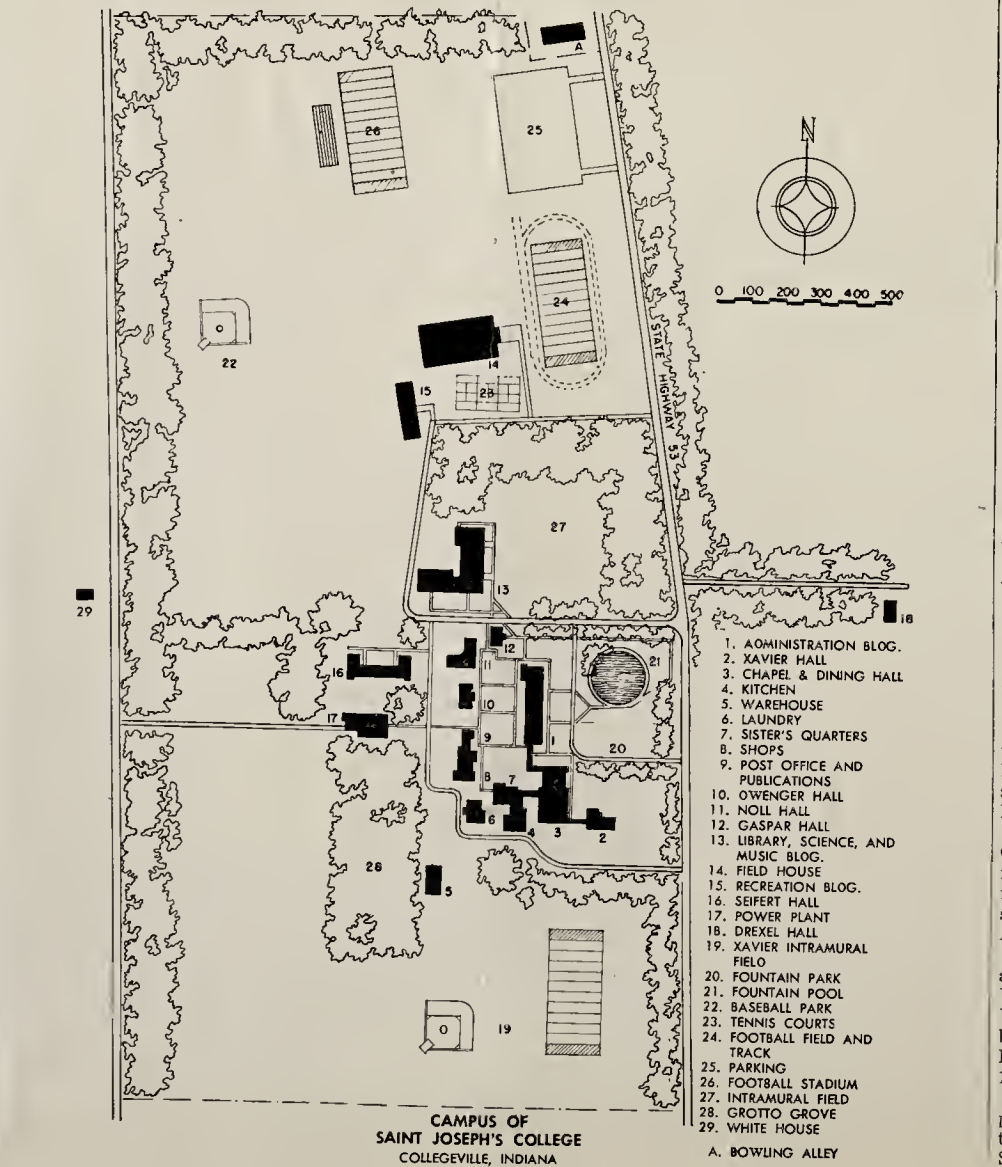 A
26
25
N
0 100 200 300 400 500
24
STATE HIGHWAY 53
22
14
15
23
27
13
29
18
12
11
21
16
10
17
9
1
20
8
7
6
4
3
2
28
5
19
1. ADMINISTRATION BLDG.
2. XAVIER HALL
3. CHAPEL & DINING HALL
4. KITCHEN
5. WAREHOUSE
6. LAUNDRY
7. SISTER'S QUARTERS
8. SHOPS
9. POST OFFICE AND
PUBLICATIONS
10. DWENGER HALL
11. NOLL HALL
12. GASPAR HALL
13. LIBRARY, SCIENCE, AND
MUSIC BLDG.
14. FIELD HOUSE
15. RECREATION BLDG.
16. SEIFERT HALL
17. POWER PLANT
18. DREXEL HALL
19. XAVIER INTRAMURAL
FIELD
20. FOUNTAIN PARK
21. FOUNTAIN POOL
22. BASEBALL PARK
23. TENNIS COURTS
24. FOOTBALL FIELD AND
TRACK
25. PARKING
26. FOOTBALL STADIUM
27. INTRAMURAL FIELD
28. GROTTO GROVE
29. WHITE HOUSE
A. BOWLING ALLEY
CAMPUS OF
SAINT JOSEPH'S COLLEGE
COLLEGEVILLE, INDIANA